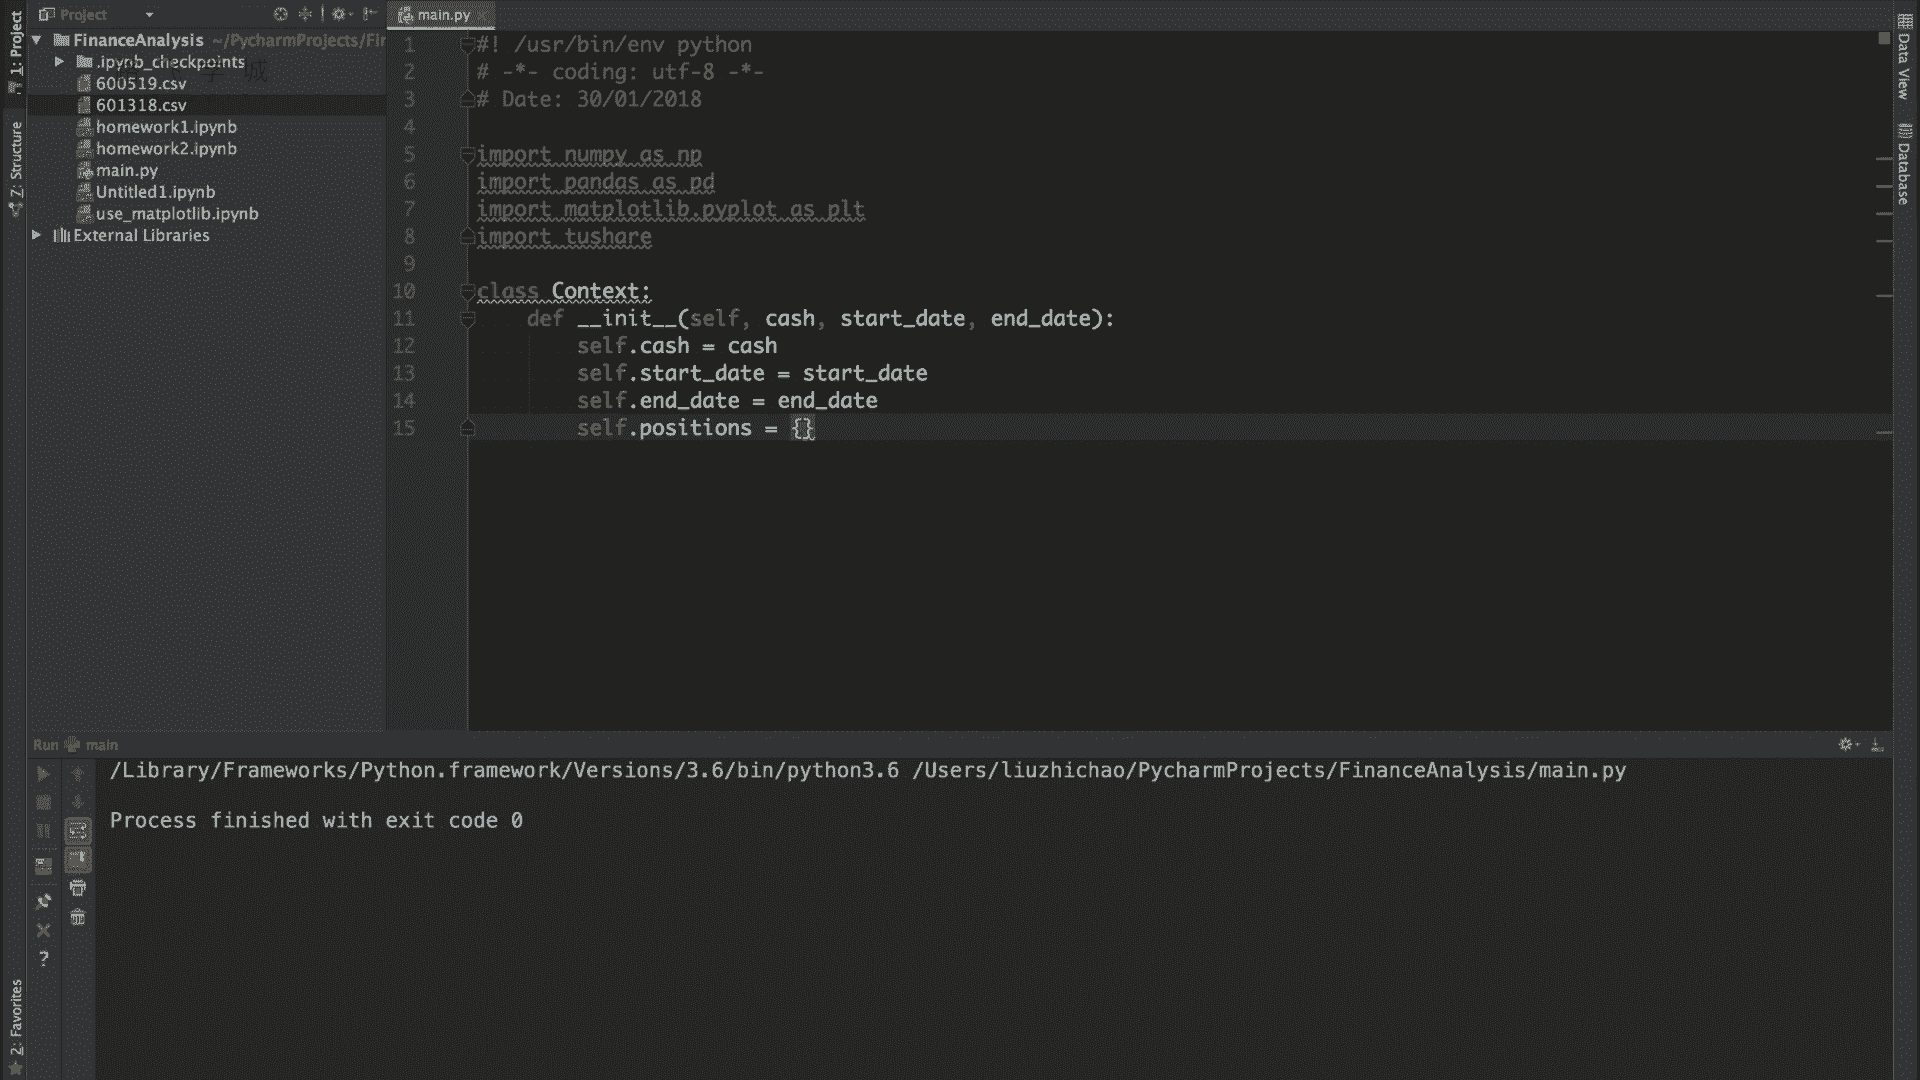 Project
main.py
FinanceAnalysis ~/PycharmProjects/Fi
.ipynb_checkpoints
600519.csv
601318.csv
homework1.ipynb
homework2.ipynb
main.py
Untitled1.ipynb
use_matplotlib.ipynb
External Libraries
1: Project
7: Structure
2: Favorites
Data View
Database
1 #! /usr/bin/env python
2 # -*- coding: utf-8 -*-
3 # Date: 30/01/2018
4
5 import numpy as np
6 import pandas as pd
7 import matplotlib.pyplot as plt
8 import tushare
9
10 class Context:
11 def __init__(self, cash, start_date, end_date):
12 self.cash = cash
13 self.start_date = start_date
14 self.end_date = end_date
15 self.positions = {}
Run main
/Library/Frameworks/Python.framework/Versions/3.6/bin/python3.6 /Users/liuzhichao/PycharmProjects/FinanceAnalysis/main.py
Process finished with exit code 0